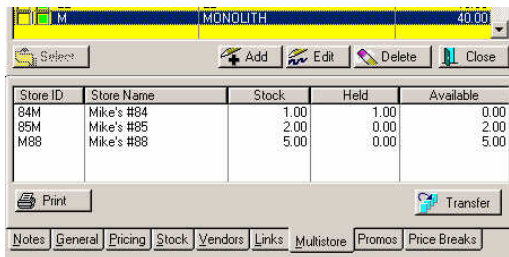 M MONOLITH 40.00
Select Add Edit Delete Close
Store ID Store Name Stock Held Available
84M Mike's #84 1.00 1.00 0.00
85M Mike's #85 2.00 0.00 2.00
M88 Mike's #88 5.00 0.00 5.00
Print Transfer
Notes General Pricing Stock Vendors Links Multistore Promos Price Breaks